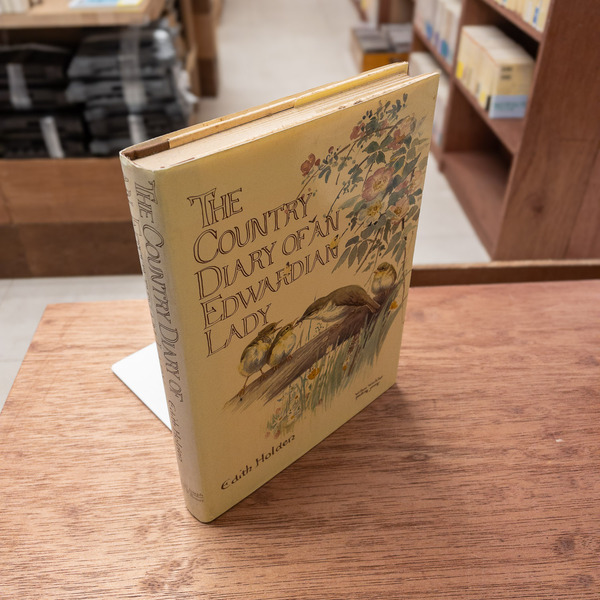 THE
COUNTRY
DIARY OF AN
EDWARDIAN
LADY
Edith Holden
THE COUNTRY DIARY OF